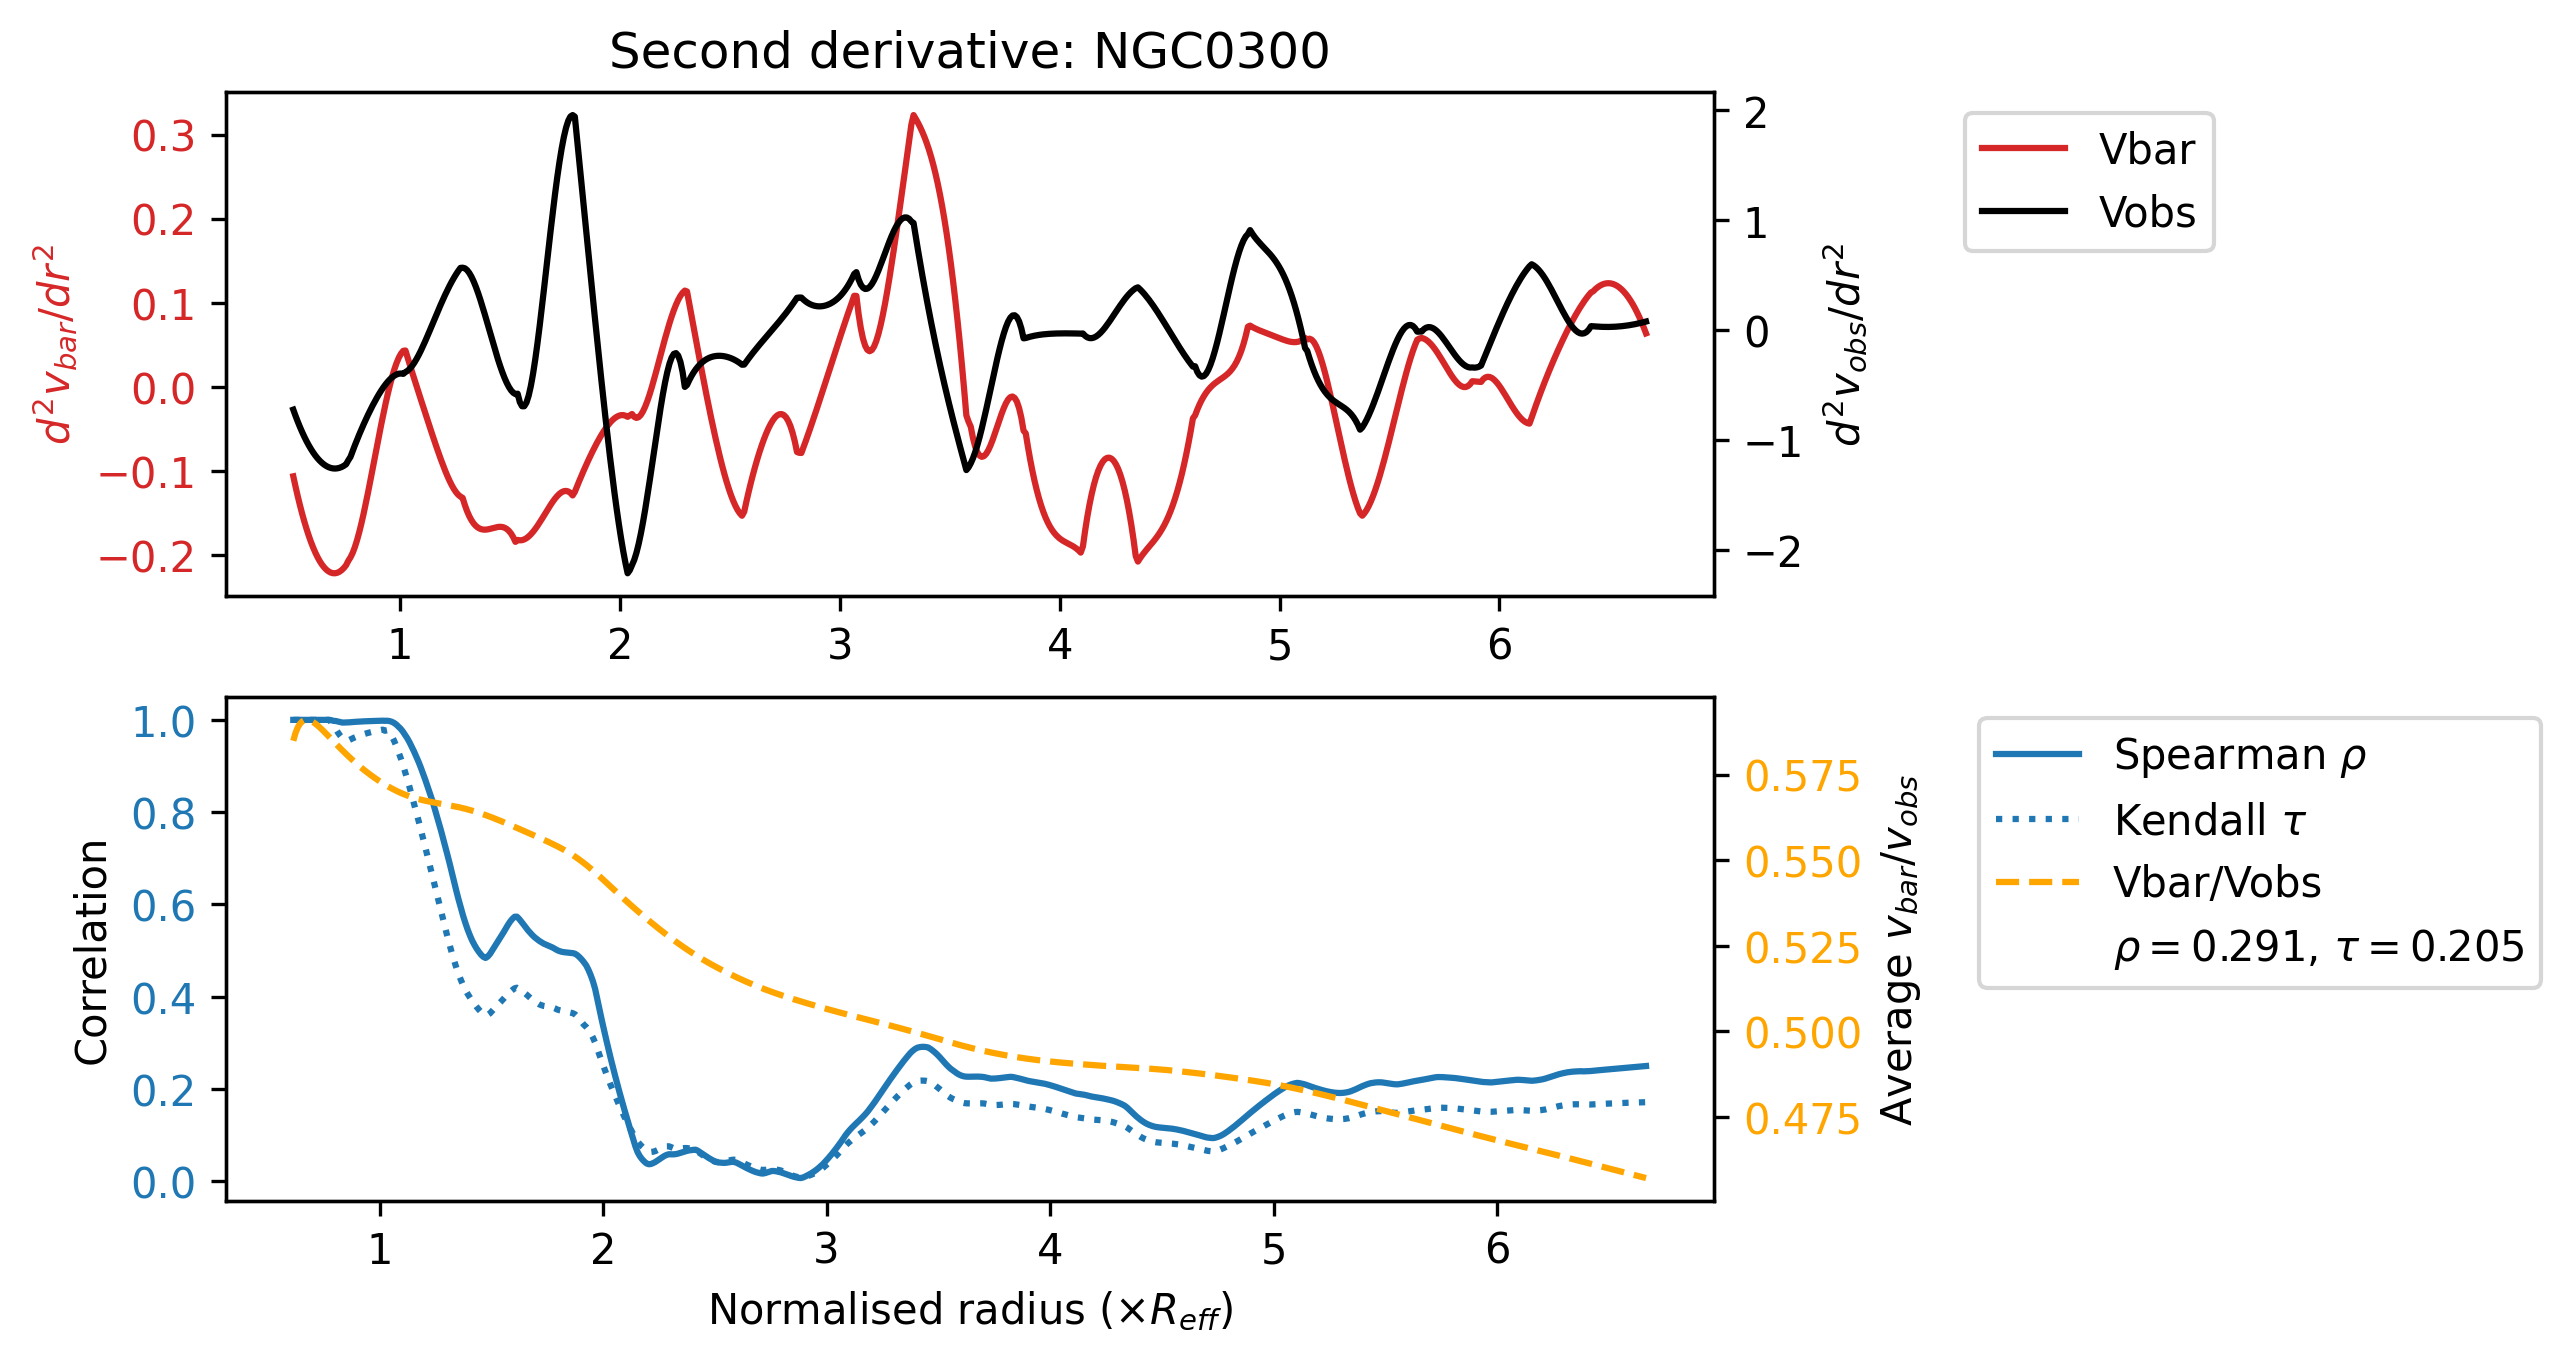 Second derivative: NGC0300
0.3
0.2
0.1
0.0
−0.1
−0.2
d²v_bar/dr²
2
1
0
−1
−2
d²v_obs/dr²
1 2 3 4 5 6
Vbar
Vobs
1.0
0.8
0.6
0.4
0.2
0.0
Correlation
0.575
0.550
0.525
0.500
0.475
Average v_bar/v_obs
1 2 3 4 5 6
Normalised radius (×R_eff)
Spearman ρ
Kendall τ
Vbar/Vobs
ρ = 0.291, τ = 0.205